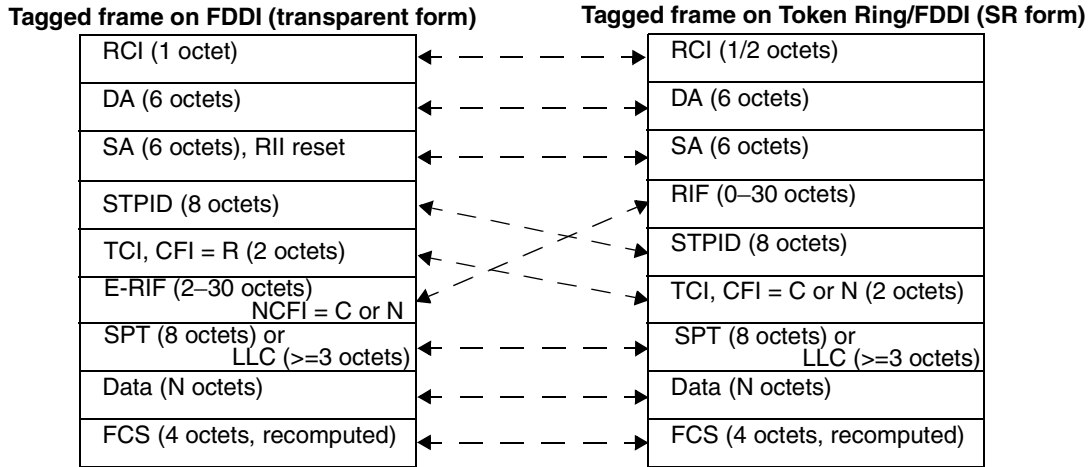 Tagged frame on FDDI (transparent form)
RCI (1 octet)
DA (6 octets)
SA (6 octets), RII reset
STPID (8 octets)
TCI, CFI = R (2 octets)
E-RIF (2–30 octets)
NCFI = C or N
SPT (8 octets) or
LLC (>=3 octets)
Data (N octets)
FCS (4 octets, recomputed)
Tagged frame on Token Ring/FDDI (SR form)
RCI (1/2 octets)
DA (6 octets)
SA (6 octets)
RIF (0–30 octets)
STPID (8 octets)
TCI, CFI = C or N (2 octets)
SPT (8 octets) or
LLC (>=3 octets)
Data (N octets)
FCS (4 octets, recomputed)